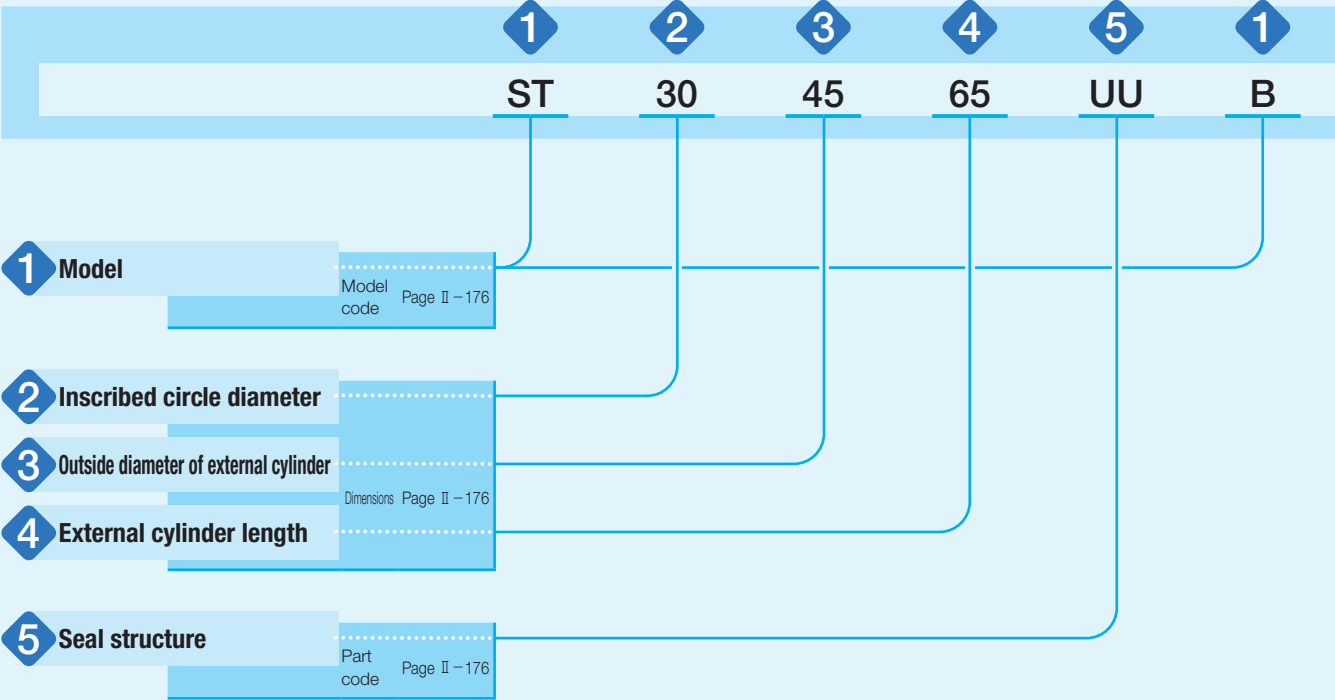 1 2 3 4 5 1
ST 30 45 65 UU B
1 Model
Model
code Page Ⅱ－176
2 Inscribed circle diameter
3 Outside diameter of external cylinder
Dimensions Page Ⅱ－176
4 External cylinder length
5 Seal structure
Part
code Page Ⅱ－176